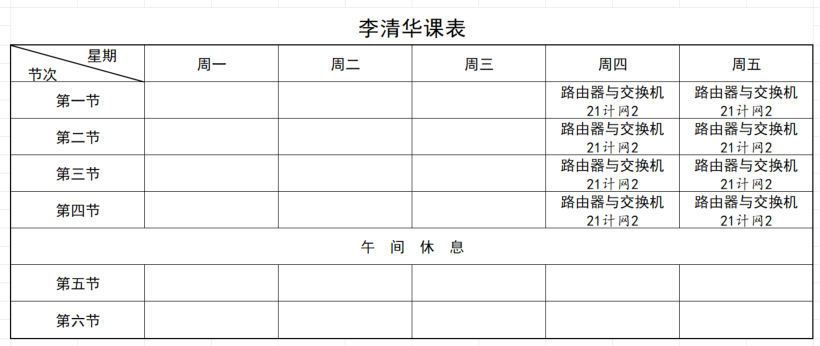 李清华课表
星期
节次
周一
周二
周三
周四
周五
第一节
路由器与交换机
21计网2
路由器与交换机
21计网2
第二节
路由器与交换机
21计网2
路由器与交换机
21计网2
第三节
路由器与交换机
21计网2
路由器与交换机
21计网2
第四节
路由器与交换机
21计网2
路由器与交换机
21计网2
午 间 休 息
第五节
第六节